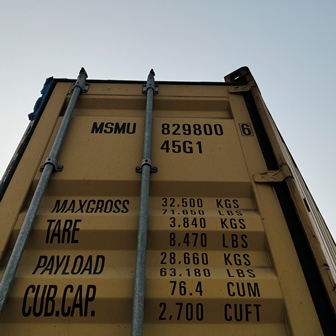 MSMU 829800 6
45G1
MAXGROSS 32.500 KGS
71.650 LBS
TARE 3.840 KGS
8.470 LBS
PAYLOAD 28.660 KGS
63.180 LBS
CUB.CAP. 76.4 CUM
2.700 CUFT